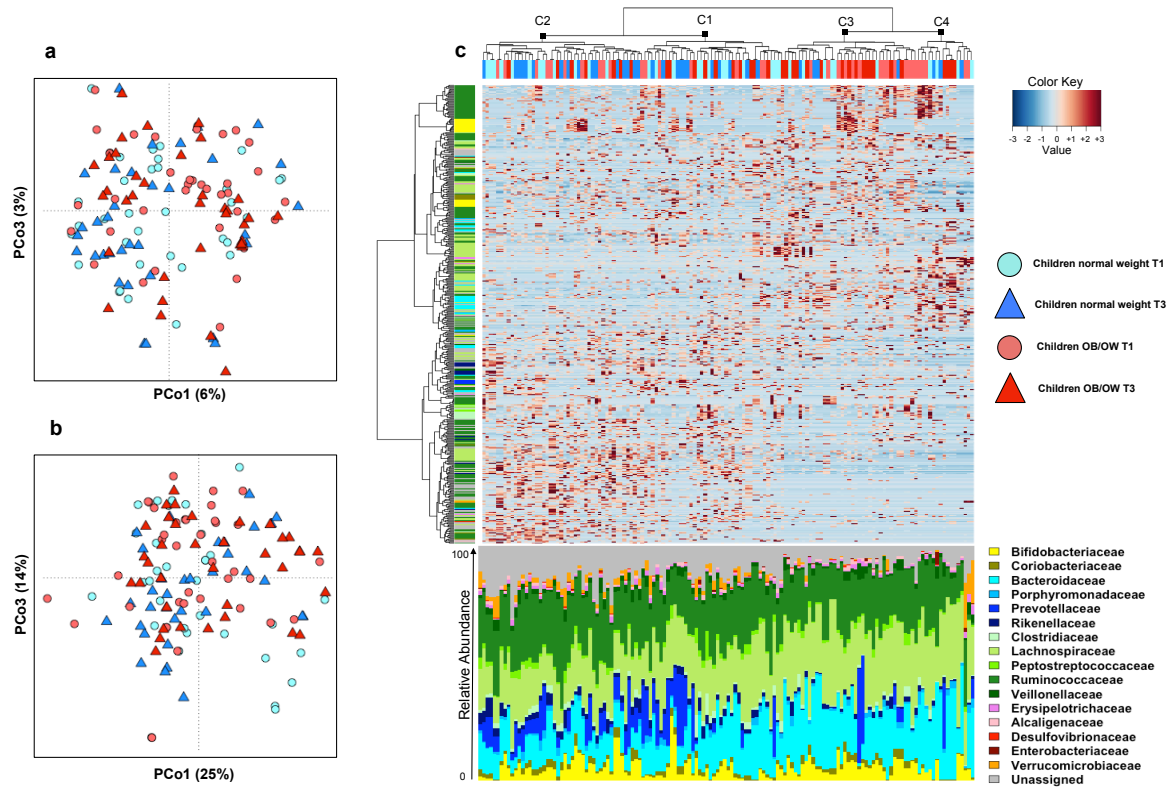 a
PCo3 (3%)
PCo1 (6%)
b
PCo3 (14%)
PCo1 (25%)
c
C2
C1
C3
C4
Color Key
-3 -2 -1 0 +1 +2 +3
Value
Children normal weight T1
Children normal weight T3
Children OB/OW T1
Children OB/OW T3
100
Relative Abundance
0
Bifidobacteriaceae
Coriobacteriaceae
Bacteroidaceae
Porphyromonadaceae
Prevotellaceae
Rikenellaceae
Clostridiaceae
Lachnospiraceae
Peptostreptococcaceae
Ruminococcaceae
Veillonellaceae
Erysipelotrichaceae
Alcaligenaceae
Desulfovibrionaceae
Enterobacteriaceae
Verrucomicrobiaceae
Unassigned